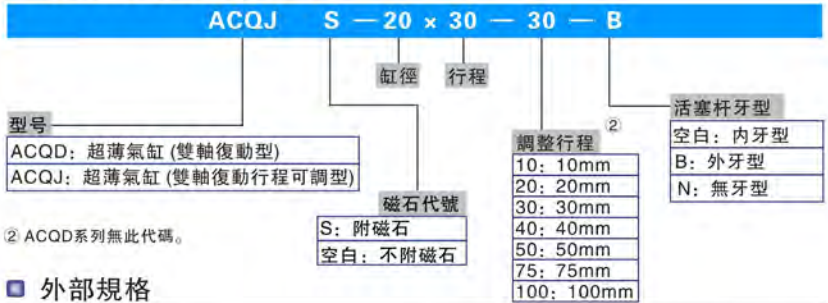 ACQJ S — 20 × 30 — 30 — B
缸徑
行程
型号
ACQD：超薄氣缸 (雙軸復動型)
ACQJ：超薄氣缸 (雙軸復動行程可調型)
② ACQD系列無此代碼。
磁石代號
S：附磁石
空白：不附磁石
調整行程 ②
10：10mm
20：20mm
30：30mm
40：40mm
50：50mm
75：75mm
100：100mm
活塞杆牙型
空白：内牙型
B：外牙型
N：無牙型
外部規格